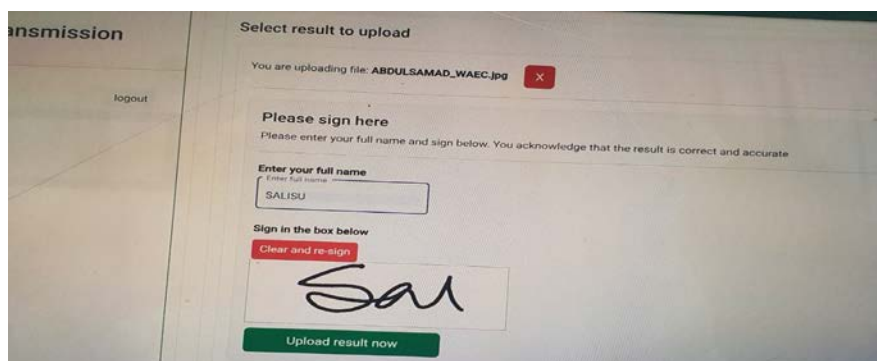 ansmission
logout
Select result to upload
You are uploading file: ABDULSAMAD_WAEC.jpg X
Please sign here
Please enter your full name and sign below. You acknowledge that the result is correct and accurate
Enter your full name
Enter full name
SALISU
Sign in the box below
Clear and re-sign
Sal
Upload result now